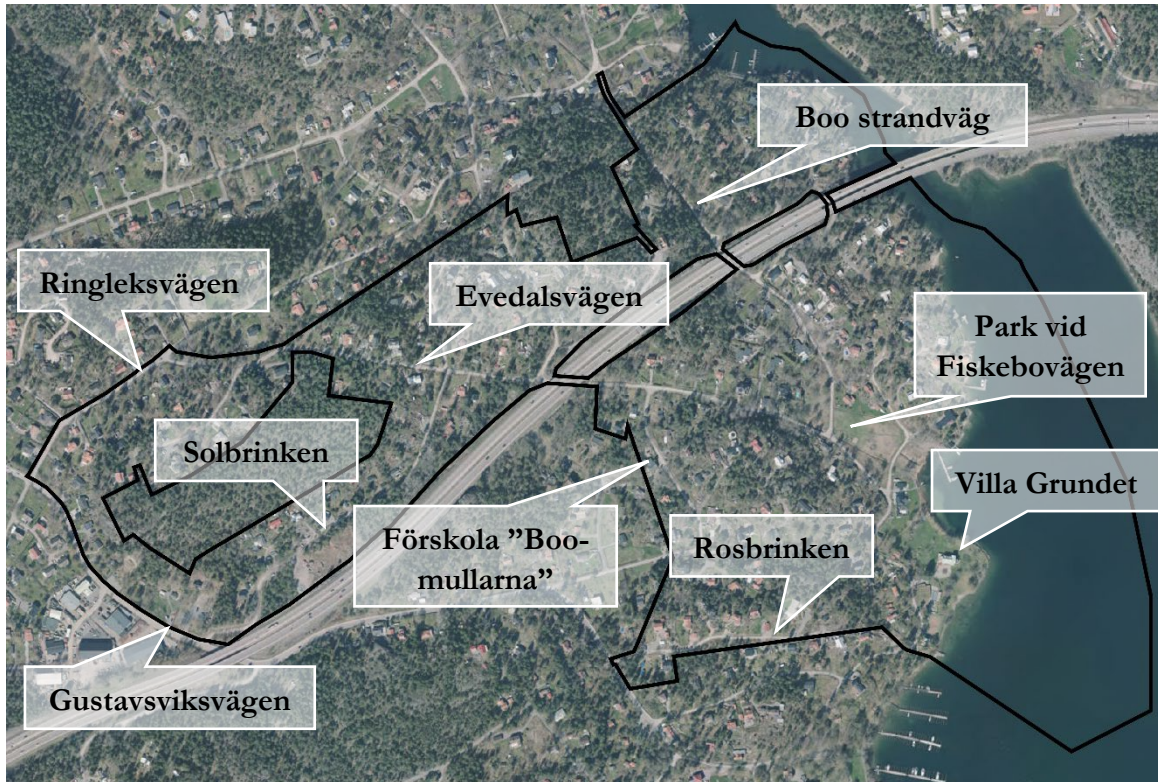 Boo strandväg
Ringleksvägen
Evedalsvägen
Park vid
Fiskebovägen
Solbrinken
Villa Grundet
Förskola ”Boo-
mullarna”
Rosbrinken
Gustavsviksvägen